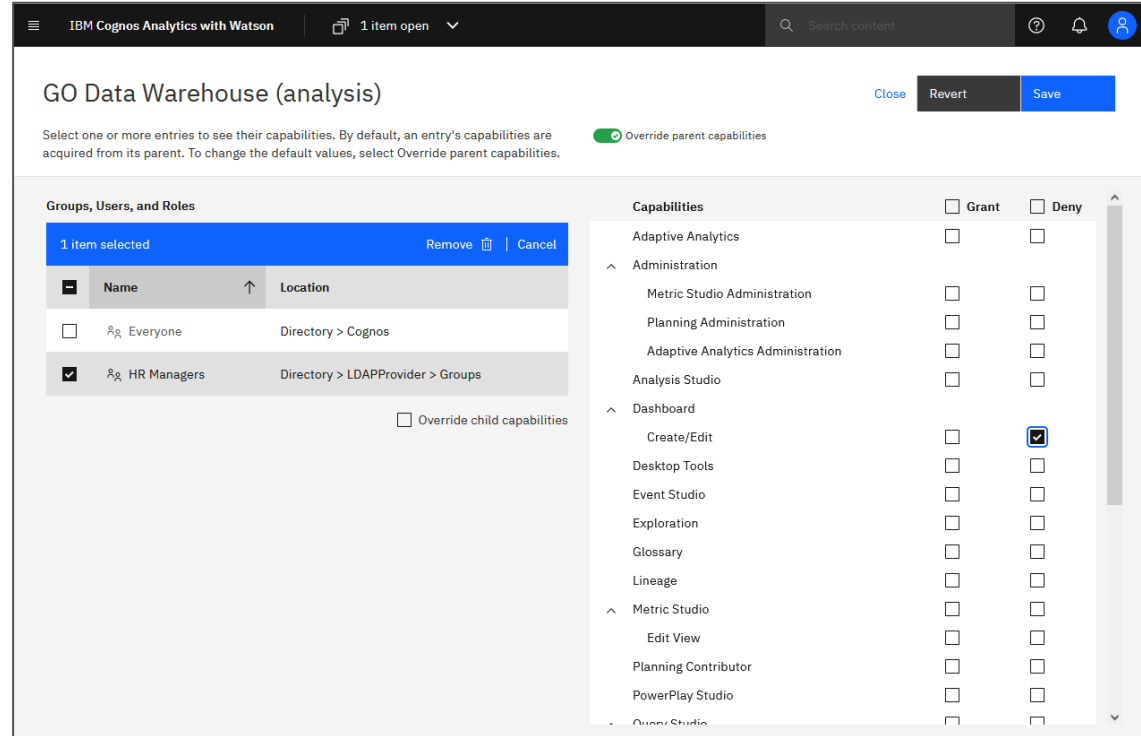 IBM Cognos Analytics with Watson
1 item open
Search content
GO Data Warehouse (analysis)
Close
Revert
Save
Select one or more entries to see their capabilities. By default, an entry's capabilities are
acquired from its parent. To change the default values, select Override parent capabilities.
Override parent capabilities
Groups, Users, and Roles
1 item selected
Remove
Cancel
Name
Location
Everyone
Directory > Cognos
HR Managers
Directory > LDAPProvider > Groups
Override child capabilities
Capabilities
Grant
Deny
Adaptive Analytics
Administration
Metric Studio Administration
Planning Administration
Adaptive Analytics Administration
Analysis Studio
Dashboard
Create/Edit
Desktop Tools
Event Studio
Exploration
Glossary
Lineage
Metric Studio
Edit View
Planning Contributor
PowerPlay Studio
Query Studio